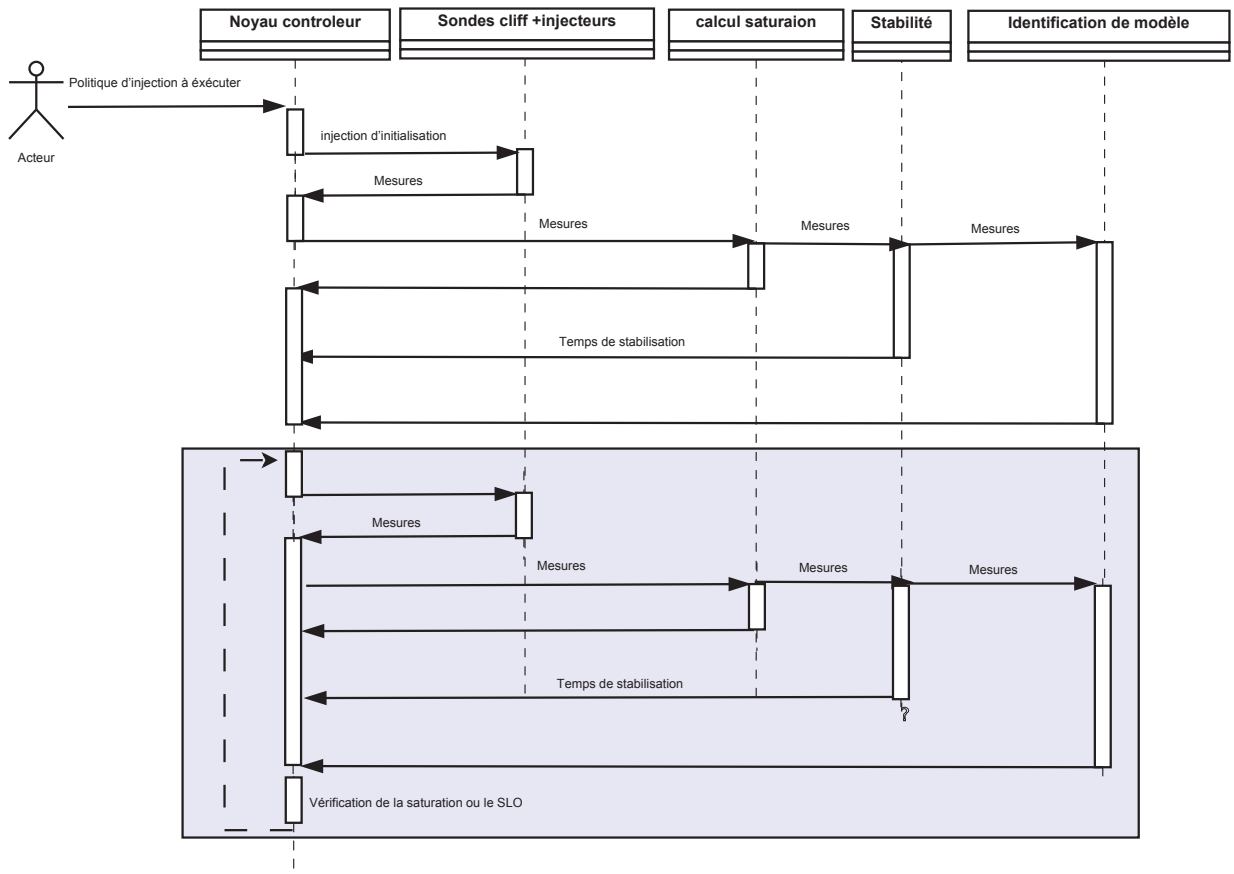 Noyau controleur
Sondes cliff +injecteurs
calcul saturaion
Stabilité
Identification de modèle
Politique d'injection à éxécuter
Acteur
injection d'initialisation
Mesures
Mesures
Mesures
Mesures
Temps de stabilisation
Mesures
Mesures
Mesures
Mesures
Temps de stabilisation
?
Vérification de la saturation ou le SLO